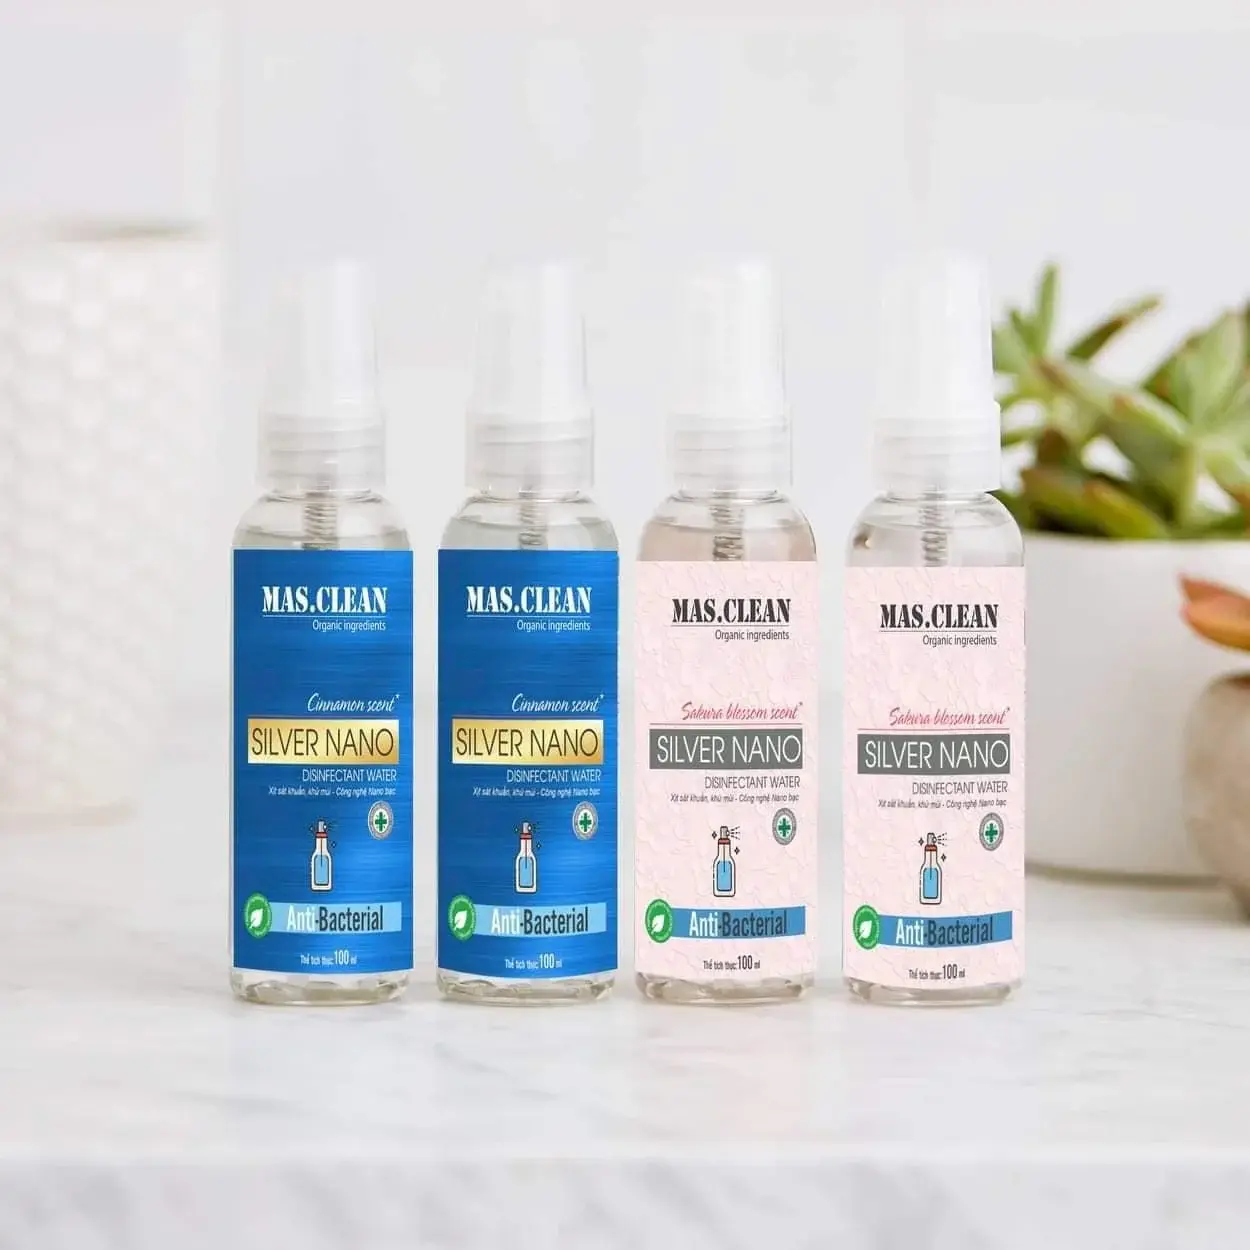 MAS.CLEAN
Organic ingredients
Cinnamon scent*
SILVER NANO
DISINFECTANT WATER
Xịt sát khuẩn, khử mùi - Công nghệ Nano bạc
Anti-Bacterial
Thể tích thực: 100 ml
MAS.CLEAN
Organic ingredients
Cinnamon scent*
SILVER NANO
DISINFECTANT WATER
Xịt sát khuẩn, khử mùi - Công nghệ Nano bạc
Anti-Bacterial
Thể tích thực: 100 ml
MAS.CLEAN
Organic ingredients
Sakura blossom scent*
SILVER NANO
DISINFECTANT WATER
Xịt sát khuẩn, khử mùi - Công nghệ Nano bạc
Anti-Bacterial
Thể tích thực: 100 ml
MAS.CLEAN
Organic ingredients
Sakura blossom scent*
SILVER NANO
DISINFECTANT WATER
Xịt sát khuẩn, khử mùi - Công nghệ Nano bạc
Anti-Bacterial
Thể tích thực: 100 ml